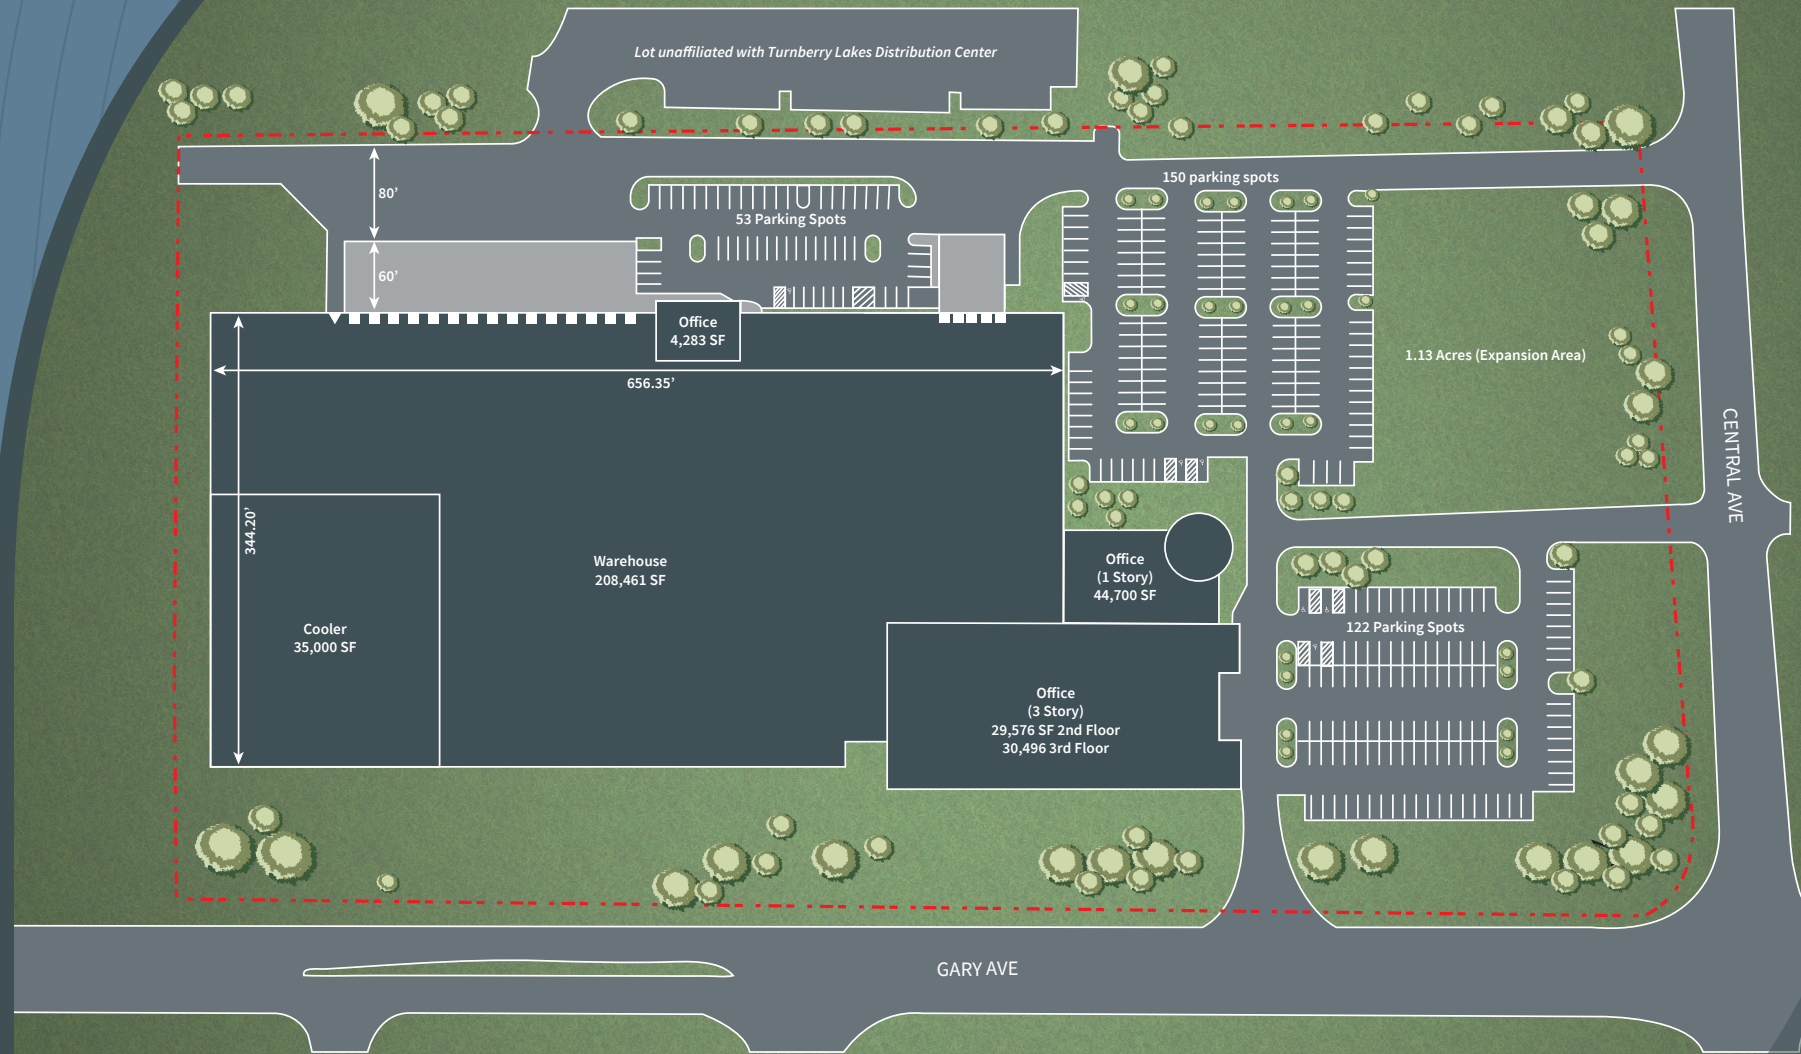 Lot unaffiliated with Turnberry Lakes Distribution Center
150 parking spots
80’
53 Parking Spots
60’
Office
4,283 SF
656.35’
1.13 Acres (Expansion Area)
CENTRAL AVE
344.20’
Warehouse
208,461 SF
Office
(1 Story)
44,700 SF
Cooler
35,000 SF
122 Parking Spots
Office
(3 Story)
29,576 SF 2nd Floor
30,496 3rd Floor
GARY AVE